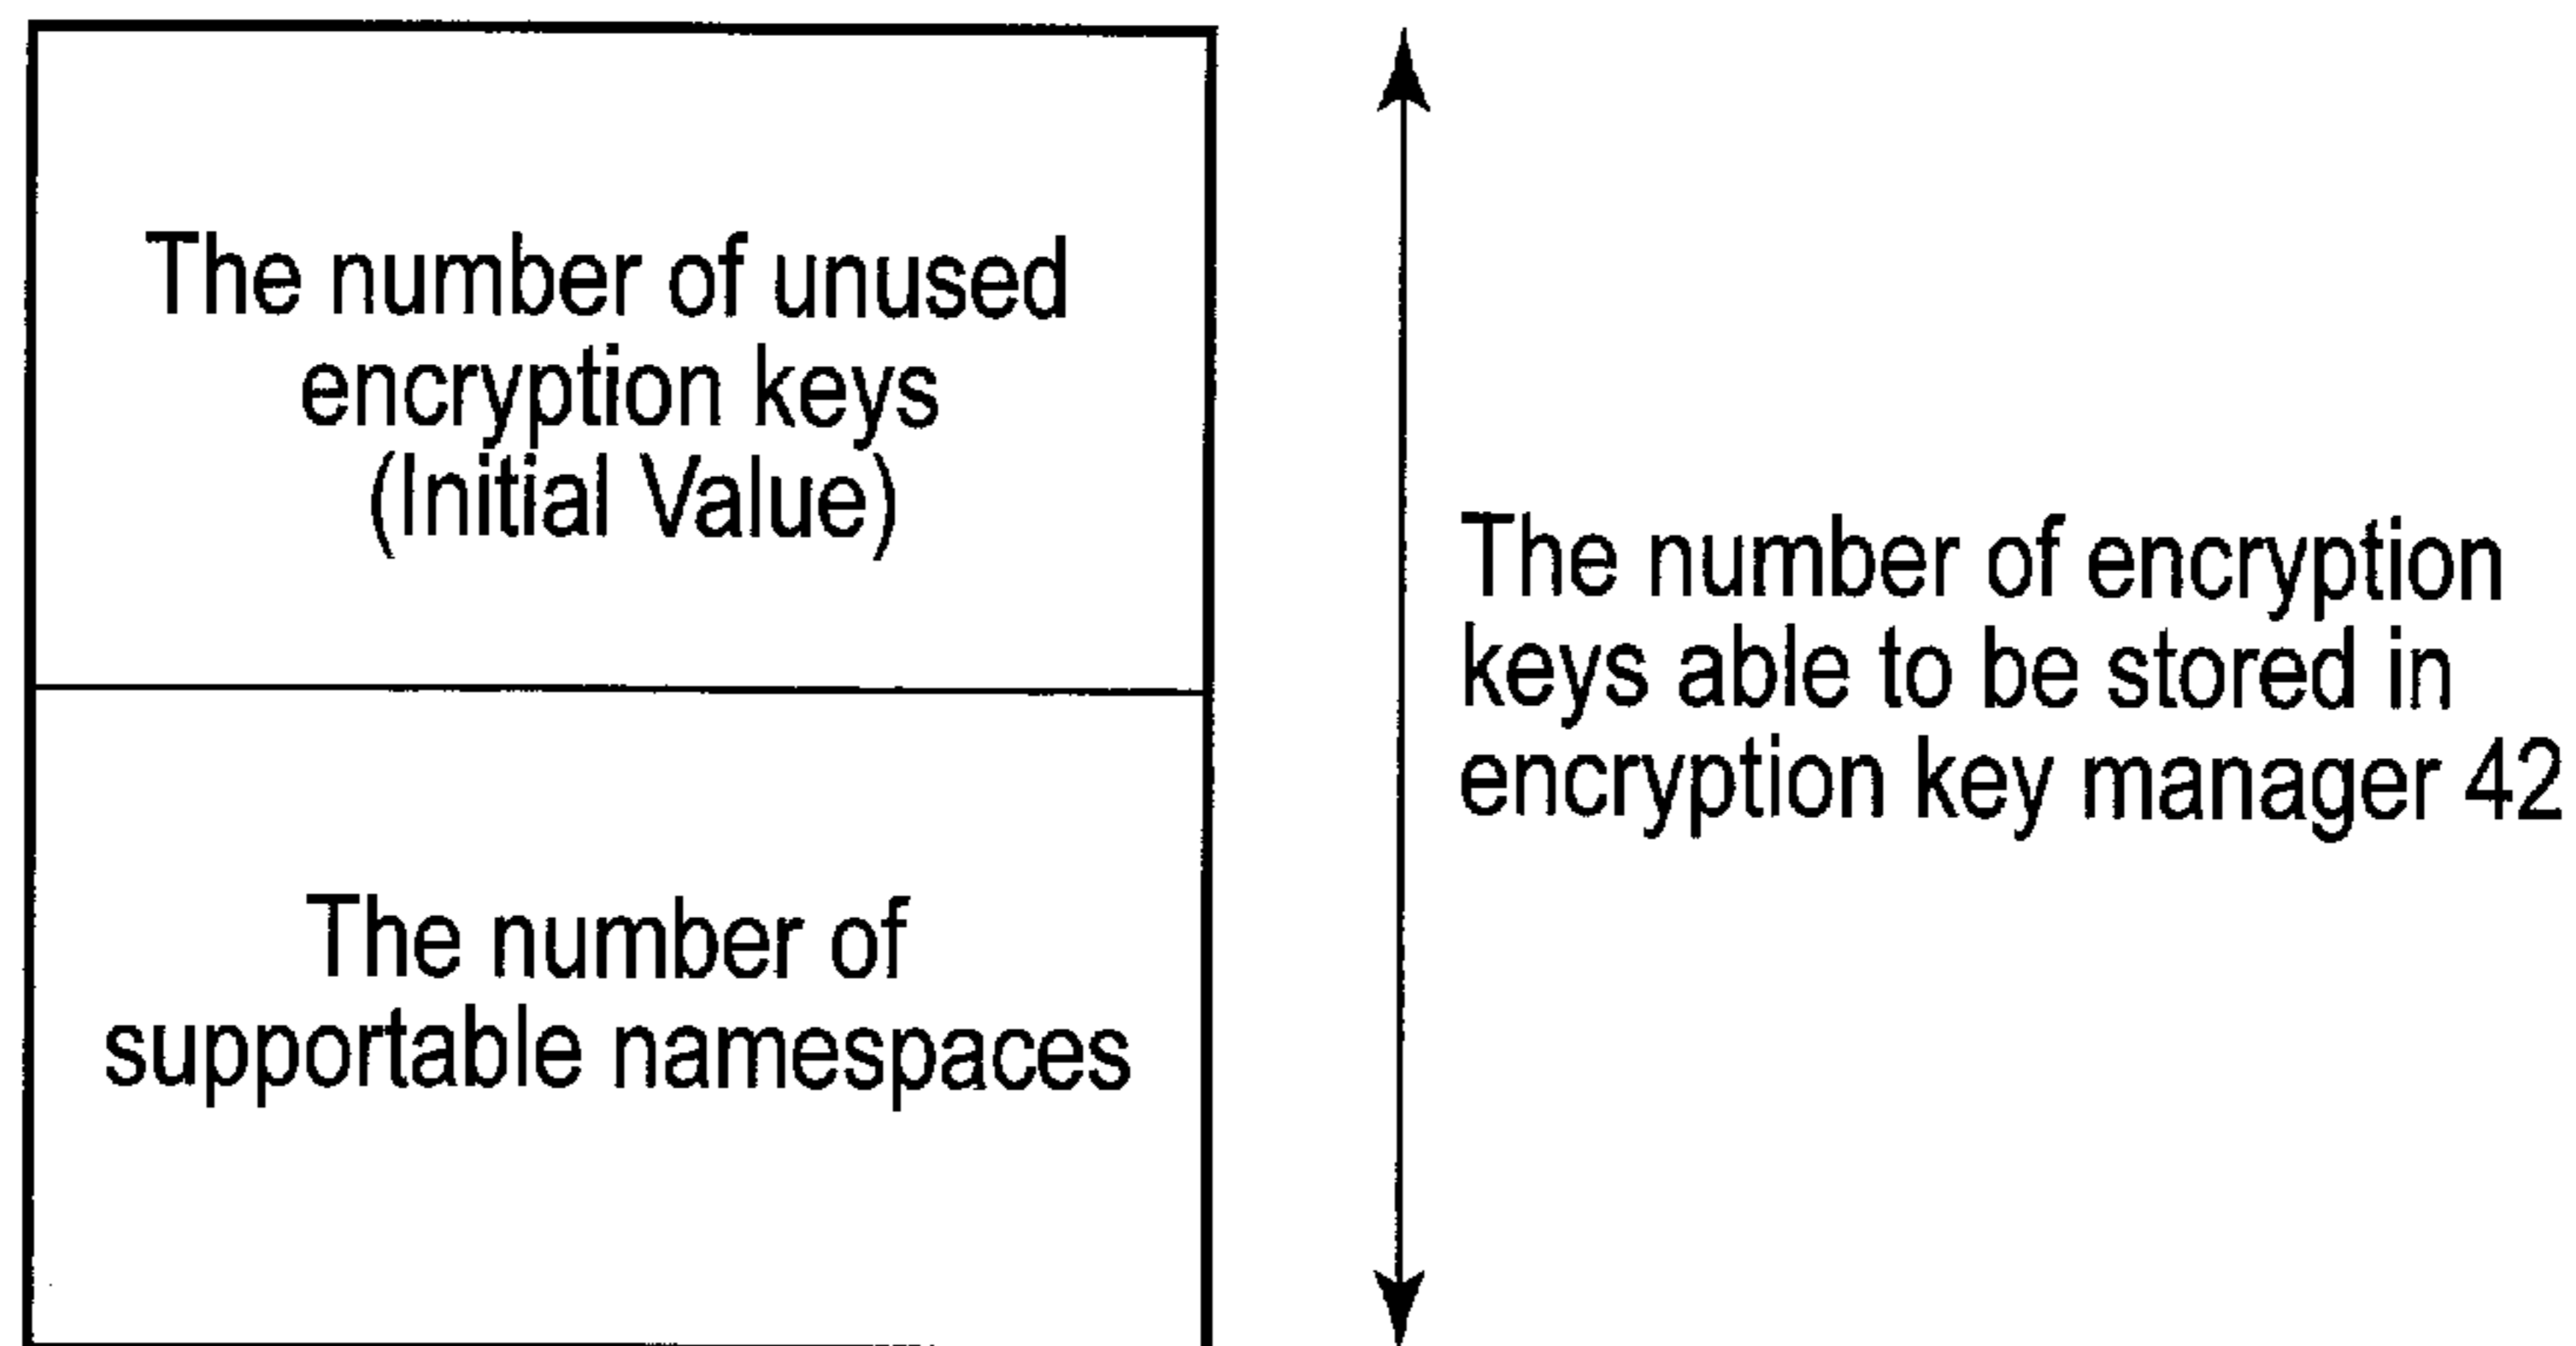 The number of unused
encryption keys
(Initial Value)
The number of
supportable namespaces
The number of encryption
keys able to be stored in
encryption key manager 42